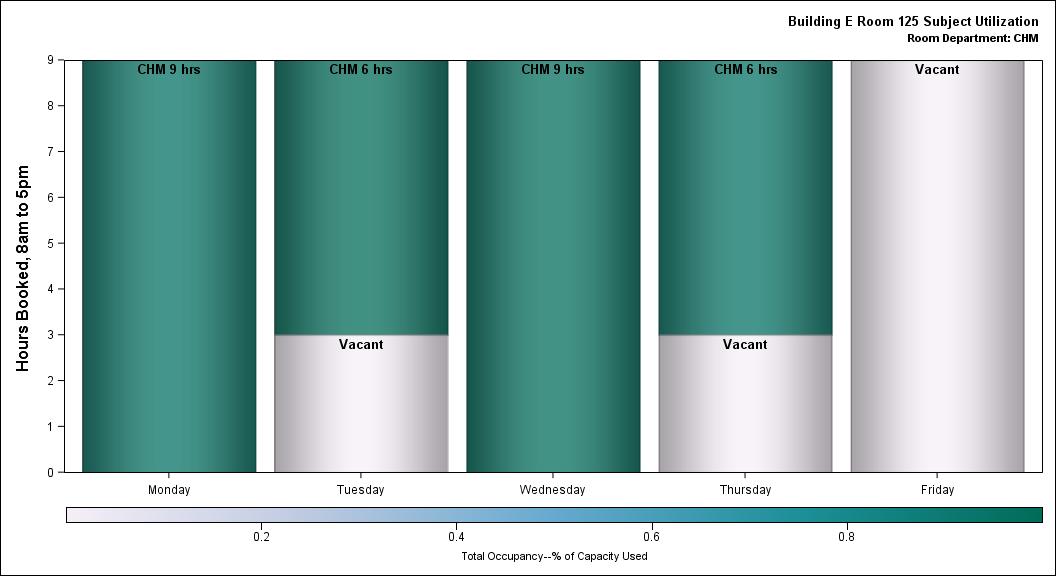 Building E Room 125 Subject Utilization
Room Department: CHM
Hours Booked, 8am to 5pm
9
8
7
6
5
4
3
2
1
0
CHM 9 hrs
CHM 6 hrs
CHM 9 hrs
CHM 6 hrs
Vacant
Vacant
Vacant
Monday
Tuesday
Wednesday
Thursday
Friday
0.2
0.4
0.6
0.8
Total Occupancy--% of Capacity Used